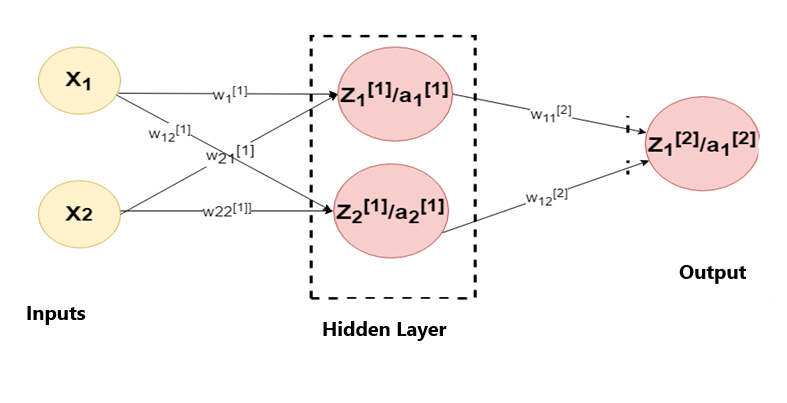 X₁
w₁[1]
Z₁[1]/a₁[1]
w₁₁[2]
w₁₂[1]
w₂₁[1]
Z₁[2]/a₁[2]
X2
w22[1]]
Z₂[1]/a₂[1]
w₁₂[2]
Output
Inputs
Hidden Layer